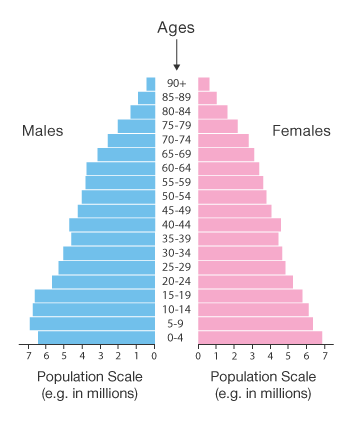 Ages
90+
85-89
80-84
75-79
Males
Females
70-74
65-69
60-64
55-59
50-54
45-49
40-44
35-39
30-34
25-29
20-24
15-19
10-14
5-9
0-4
7 6 5 4 3 2 1 0
0 1 2 3 4 5 6 7
Population Scale
(e.g. in millions)
Population Scale
(e.g. in millions)